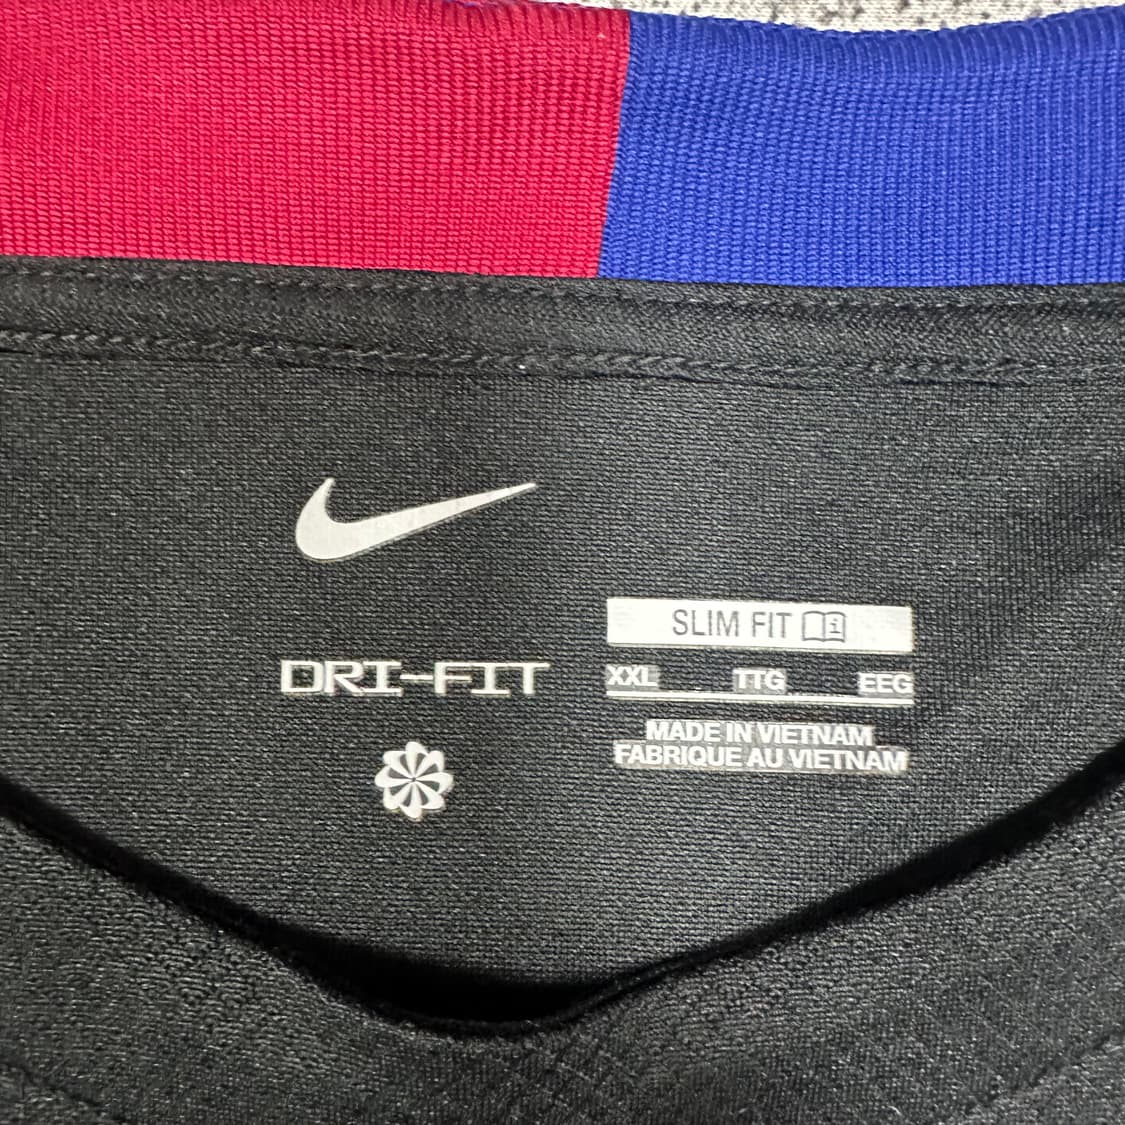 DRI-FIT
SLIM FIT
XXL TTG EEG
MADE IN VIETNAM
FABRIQUE AU VIETNAM